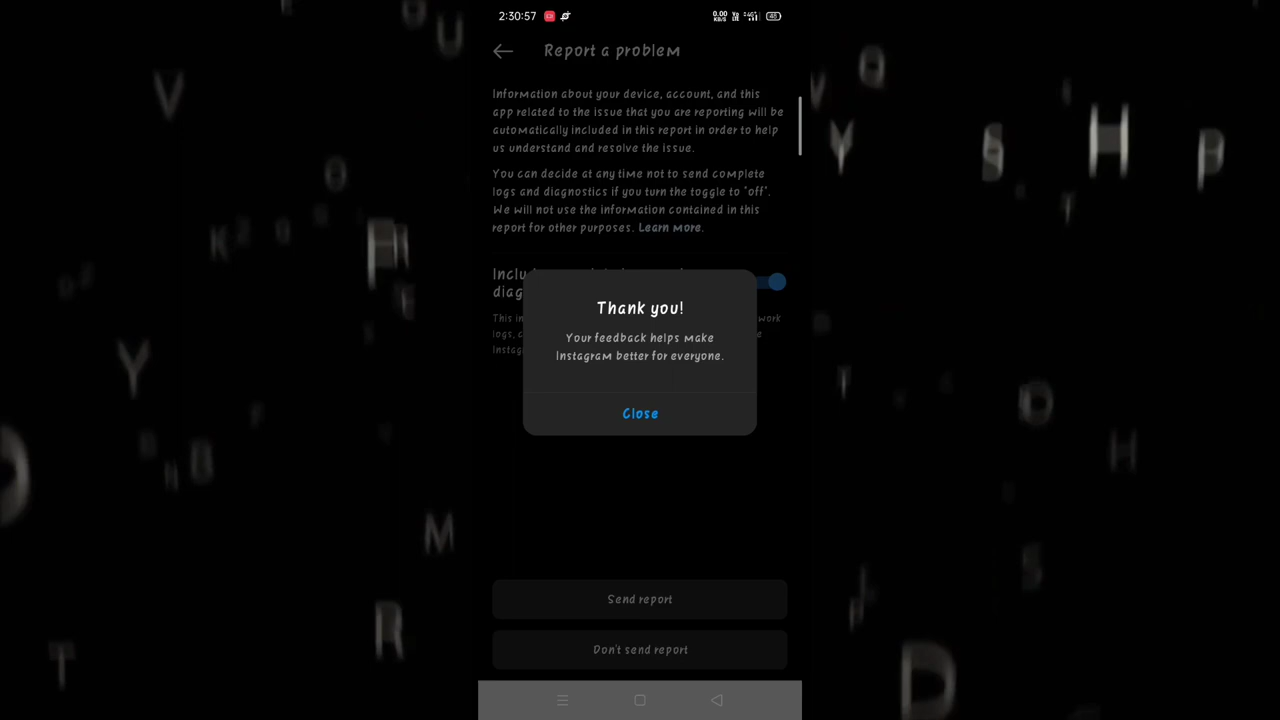 2:30:57
0.00 KB/S 48
Report a problem
Information about your device, account, and this
app related to the issue that you are reporting will be
automatically included in this report in order to help
us understand and resolve the issue.
You can decide at any time not to send complete
logs and diagnostics if you turn the toggle to "off".
We will not use the information contained in this
report for other purposes. Learn more.
Thank you!
Your feedback helps make
Instagram better for everyone.
Close
Send report
Don't send report